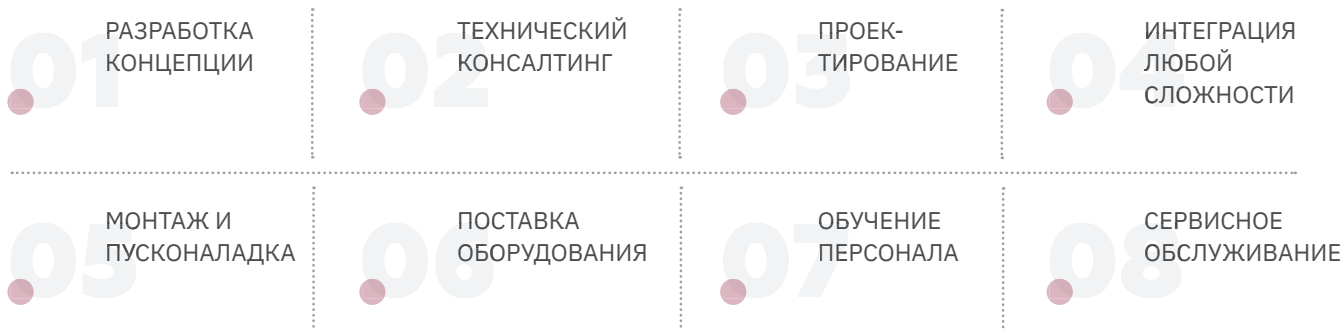 01
РАЗРАБОТКА
КОНЦЕПЦИИ
02
ТЕХНИЧЕСКИЙ
КОНСАЛТИНГ
03
ПРОЕК-
ТИРОВАНИЕ
04
ИНТЕГРАЦИЯ
ЛЮБОЙ
СЛОЖНОСТИ
05
МОНТАЖ И
ПУСКОНАЛАДКА
06
ПОСТАВКА
ОБОРУДОВАНИЯ
07
ОБУЧЕНИЕ
ПЕРСОНАЛА
08
СЕРВИСНОЕ
ОБСЛУЖИВАНИЕ